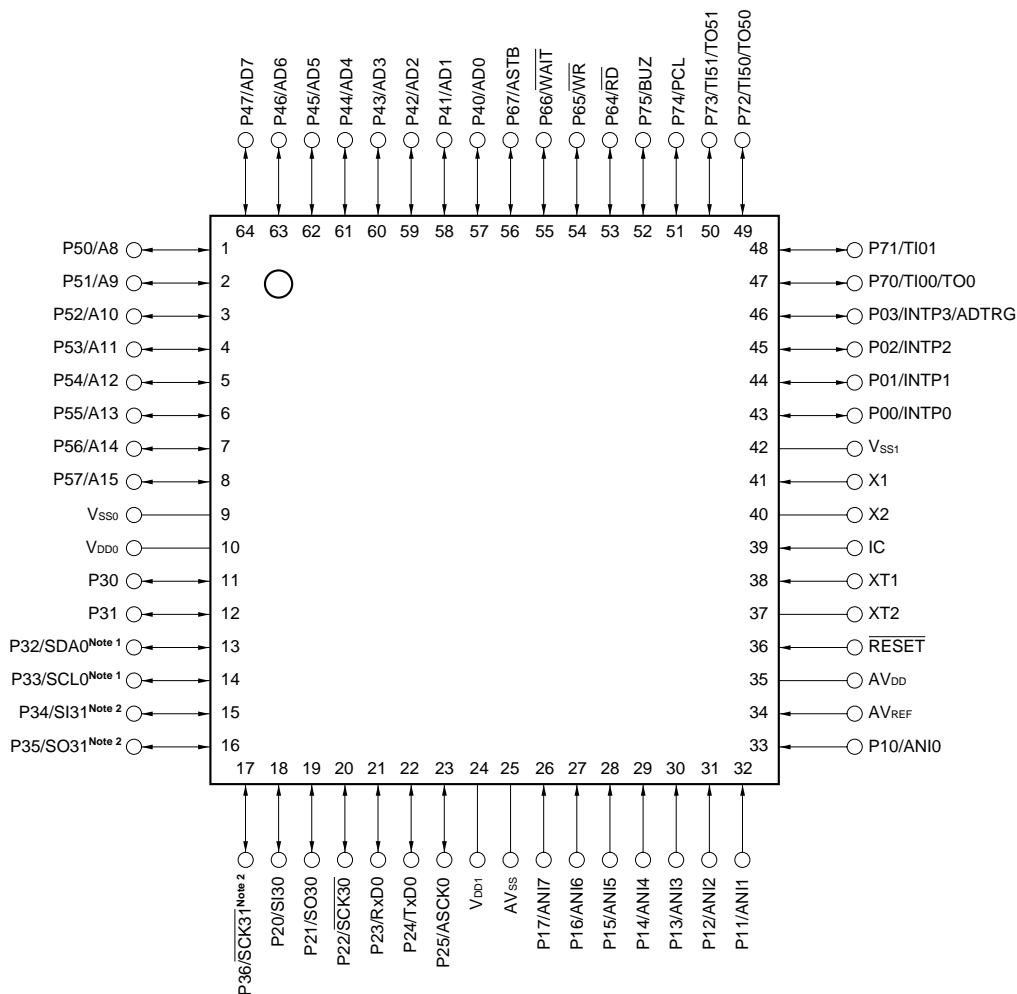 P47/AD7
P46/AD6
P45/AD5
P44/AD4
P43/AD3
P42/AD2
P41/AD1
P40/AD0
P67/ASTB
P66/W̅A̅I̅T̅
P65/W̅R̅
P64/R̅D̅
P75/BUZ
P74/PCL
P73/TI51/TO51
P72/TI50/TO50
64 63 62 61 60 59 58 57 56 55 54 53 52 51 50 49
P50/A8 1
P51/A9 2
P52/A10 3
P53/A11 4
P54/A12 5
P55/A13 6
P56/A14 7
P57/A15 8
VSS0 9
VDD0 10
P30 11
P31 12
P32/SDA0Note 1 13
P33/SCL0Note 1 14
P34/SI31Note 2 15
P35/SO31Note 2 16
48 P71/TI01
47 P70/TI00/TO0
46 P03/INTP3/ADTRG
45 P02/INTP2
44 P01/INTP1
43 P00/INTP0
42 VSS1
41 X1
40 X2
39 IC
38 XT1
37 XT2
36 R̅E̅S̅E̅T̅
35 AVDD
34 AVREF
33 P10/ANI0
17 18 19 20 21 22 23 24 25 26 27 28 29 30 31 32
P36/S̅C̅K̅3̅1̅Note 2
P20/SI30
P21/SO30
P22/S̅C̅K̅3̅0̅
P23/RxD0
P24/TxD0
P25/ASCK0
VDD1
AVSS
P17/ANI7
P16/ANI6
P15/ANI5
P14/ANI4
P13/ANI3
P12/ANI2
P11/ANI1